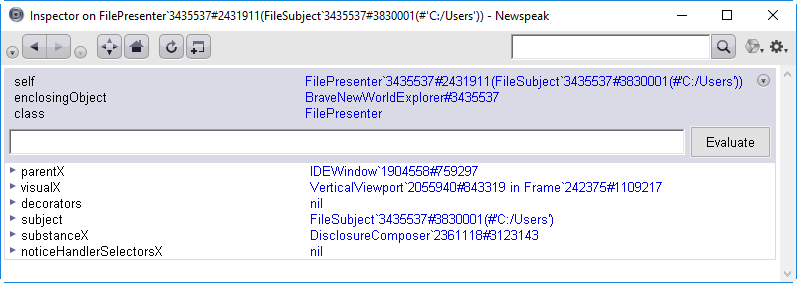 Inspector on FilePresenter`3435537#2431911(FileSubject`3435537#3830001(#'C:/Users')) - Newspeak
self FilePresenter`3435537#2431911(FileSubject`3435537#3830001(#'C:/Users'))
enclosingObject BraveNewWorldExplorer#3435537
class FilePresenter
Evaluate
parentX IDEWindow`1904558#759297
visualX VerticalViewport`2055940#843319 in Frame`242375#1109217
decorators nil
subject FileSubject`3435537#3830001(#'C:/Users')
substanceX DisclosureComposer`2361118#3123143
noticeHandlerSelectorsX nil